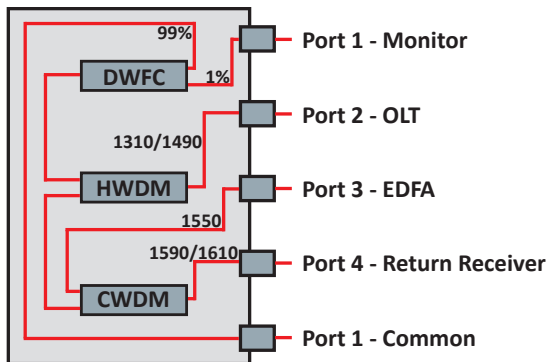 99%
Port 1 - Monitor
DWFC
1%
Port 2 - OLT
1310/1490
HWDM
Port 3 - EDFA
1550
1590/1610
Port 4 - Return Receiver
CWDM
Port 1 - Common